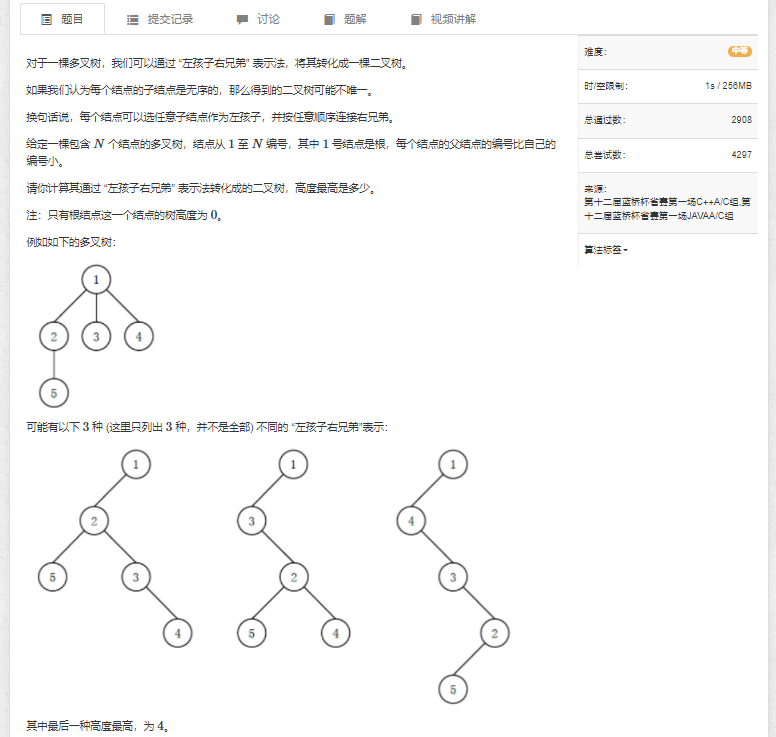 题目 提交记录 讨论 题解 视频讲解
对于一棵多叉树，我们可以通过 “左孩子右兄弟” 表示法，将其转化成一棵二叉树。
如果我们认为每个结点的子结点是无序的，那么得到的二叉树可能不唯一。
换句话说，每个结点可以选任意子结点作为左孩子，并按任意顺序连接右兄弟。
给定一棵包含 N 个结点的多叉树，结点从 1 至 N 编号，其中 1 号结点是根，每个结点的父结点的编号比自己的
编号小。
请你计算其通过 “左孩子右兄弟” 表示法转化成的二叉树，高度最高是多少。
注：只有根结点这一个结点的树高度为 0。
例如如下的多叉树：
1
2 3 4
5
可能有以下 3 种 (这里只列出 3 种，并不是全部) 不同的 “左孩子右兄弟”表示：
1 1 1
2 3 4
5 3 2 3
4 5 4 2
5
其中最后一种高度最高，为 4。
难度： 中等
时/空限制： 1s / 256MB
总通过数： 2908
总尝试数： 4297
来源：
第十二届蓝桥杯省赛第一场C++A/C组,第
十二届蓝桥杯省赛第一场JAVAA/C组
算法标签